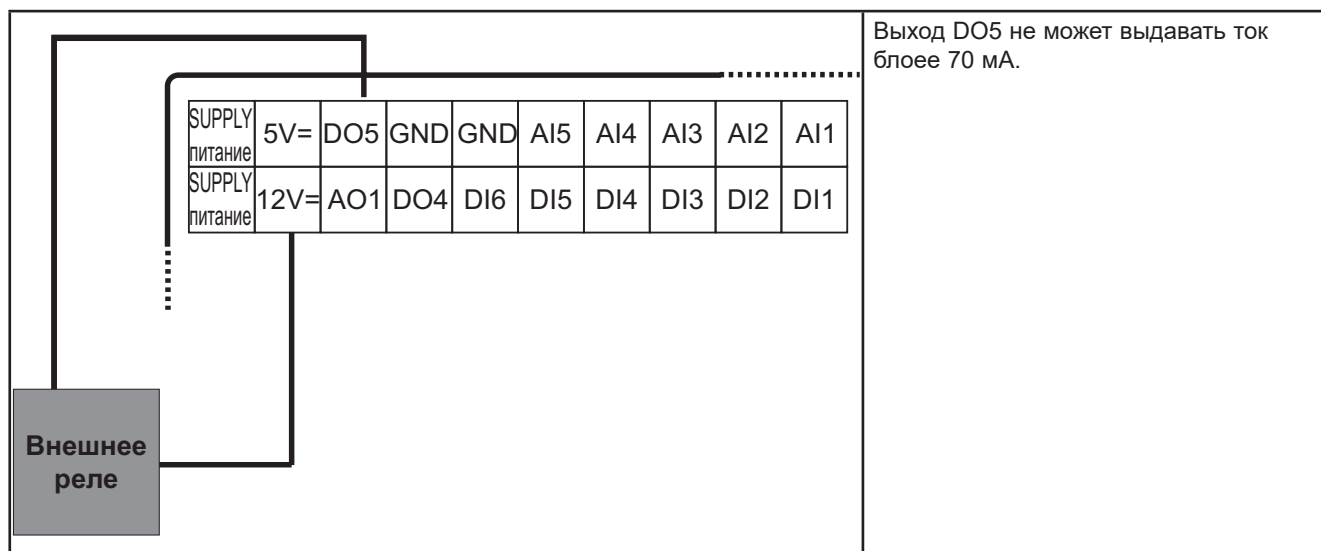 Выход DO5 не может выдавать ток
блоее 70 мА.
SUPPLY питание 5V= DO5 GND GND AI5 AI4 AI3 AI2 AI1
SUPPLY питание 12V= AO1 DO4 DI6 DI5 DI4 DI3 DI2 DI1
Внешнее
реле